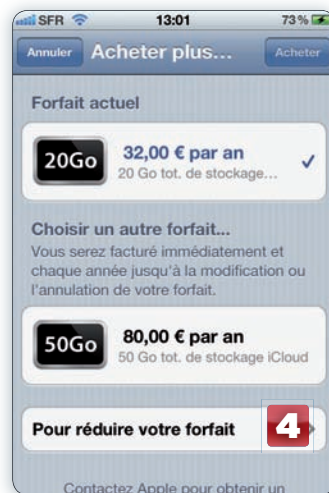 SFR 13:01 73 %
Annuler Acheter plus... Acheter
Forfait actuel
20Go
32,00 € par an
20 Go tot. de stockage...
Choisir un autre forfait...
Vous serez facturé immédiatement et
chaque année jusqu'à la modification ou
l'annulation de votre forfait.
50Go
80,00 € par an
50 Go tot. de stockage iCloud
Pour réduire votre forfait 4
Contactez Apple pour obtenir un